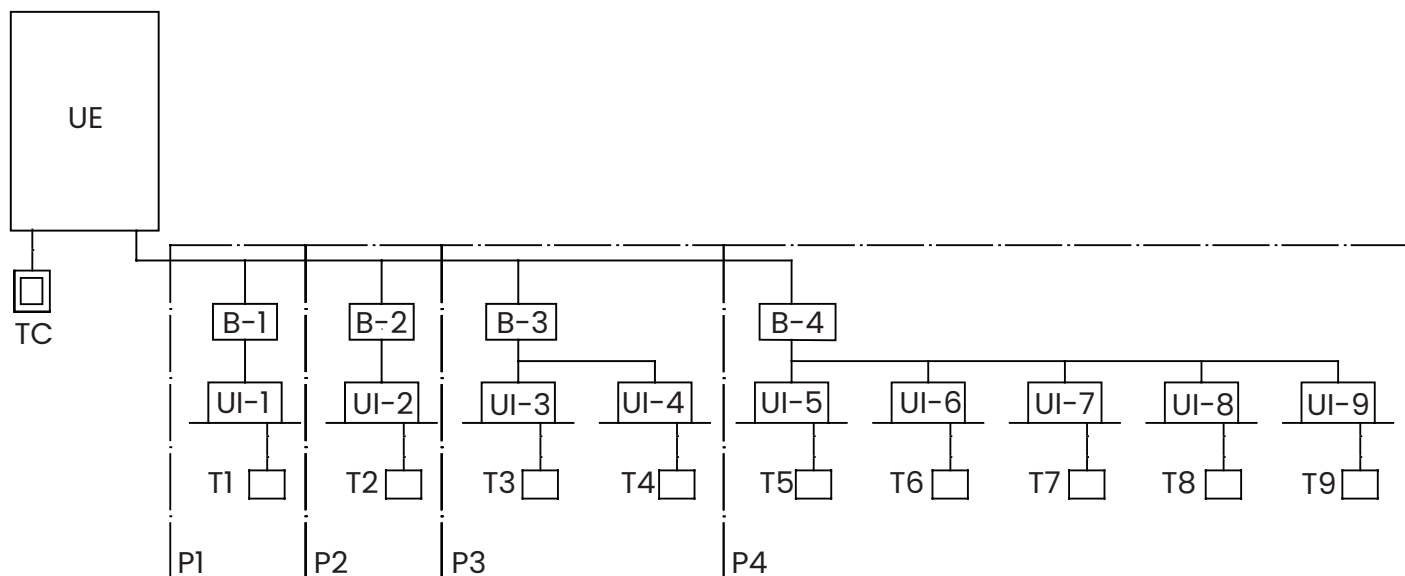 UE
TC
B-1
B-2
B-3
B-4
UI-1
UI-2
UI-3
UI-4
UI-5
UI-6
UI-7
UI-8
UI-9
T1
T2
T3
T4
T5
T6
T7
T8
T9
P1
P2
P3
P4